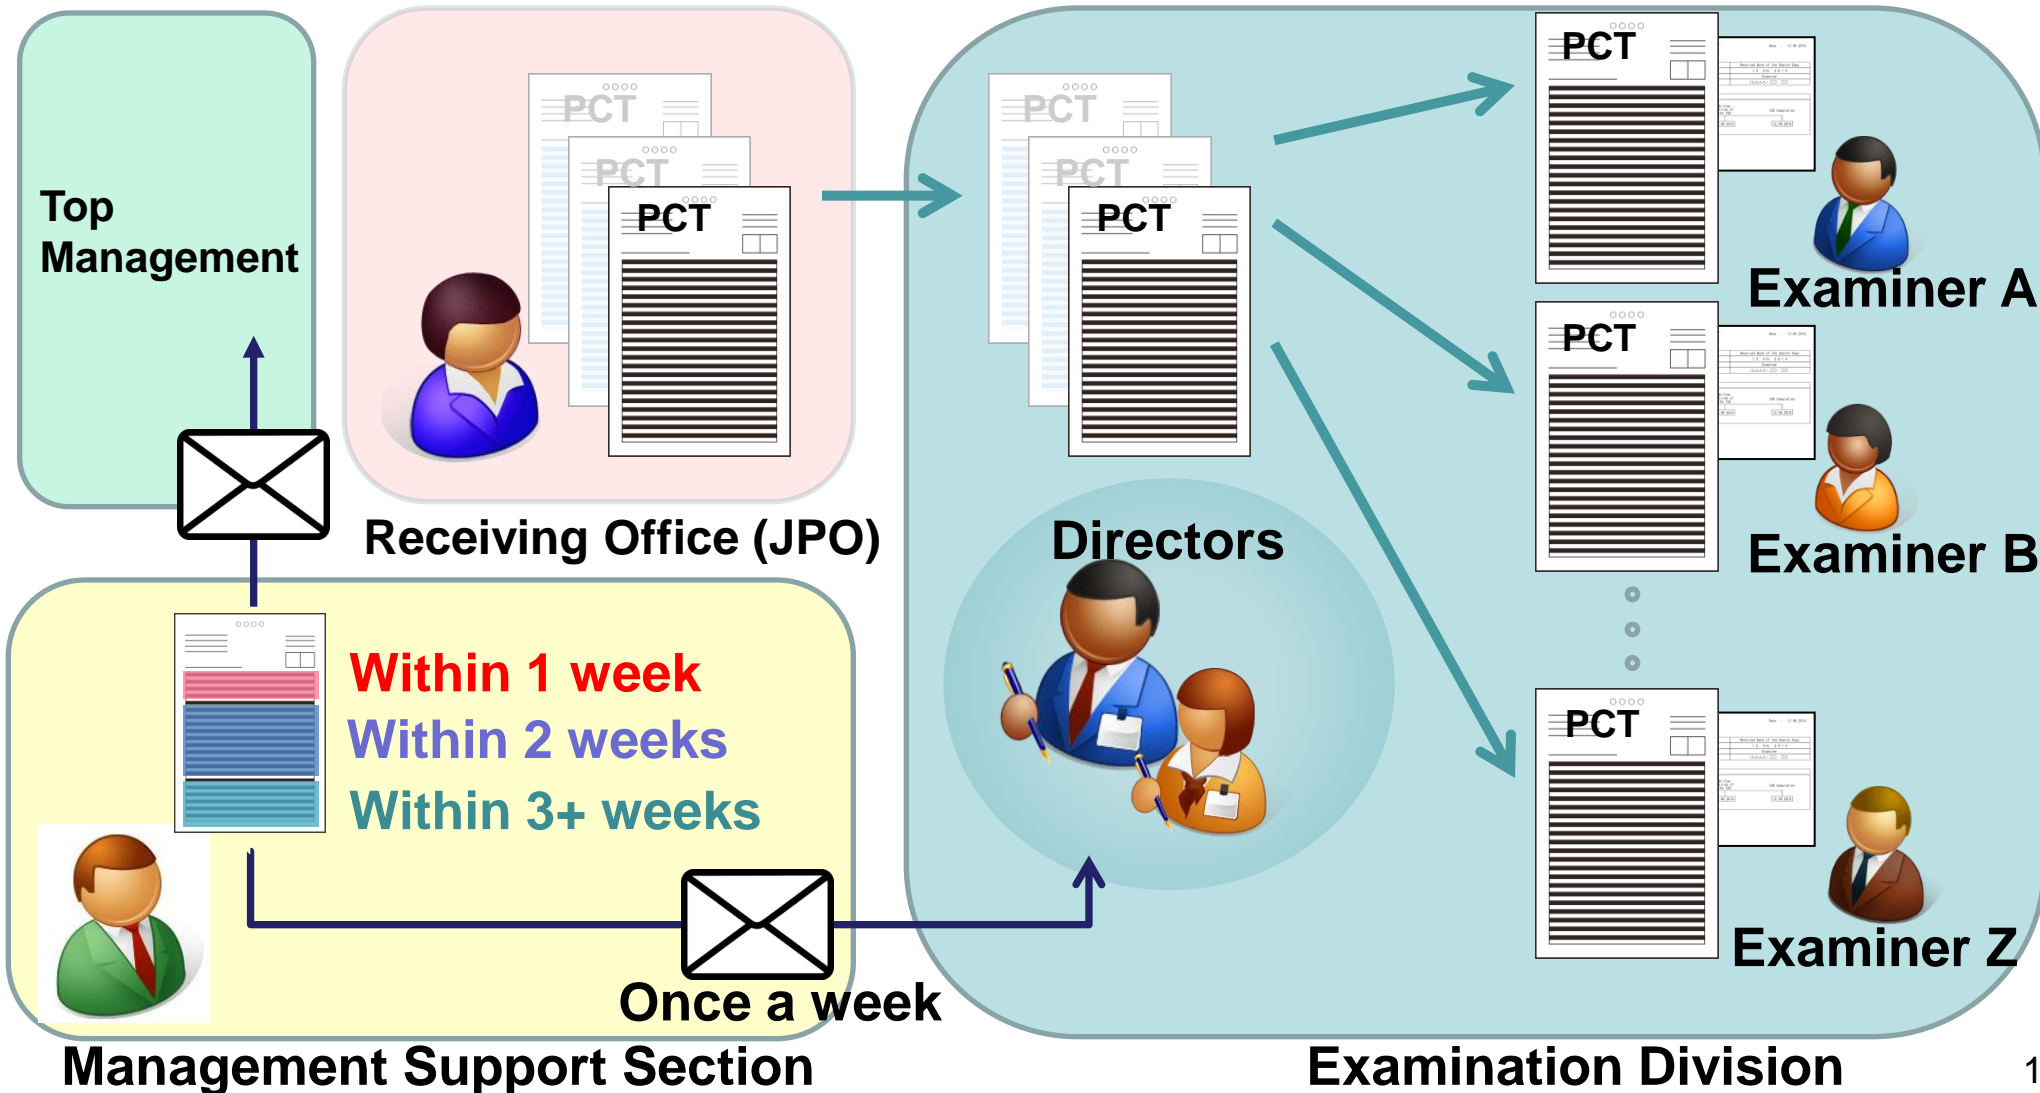 Top
Management
PCT
PCT
PCT
Receiving Office (JPO)
PCT
PCT
PCT
Directors
PCT
Examiner A
PCT
Examiner B
PCT
Examiner Z
Within 1 week
Within 2 weeks
Within 3+ weeks
Once a week
Management Support Section
Examination Division
1